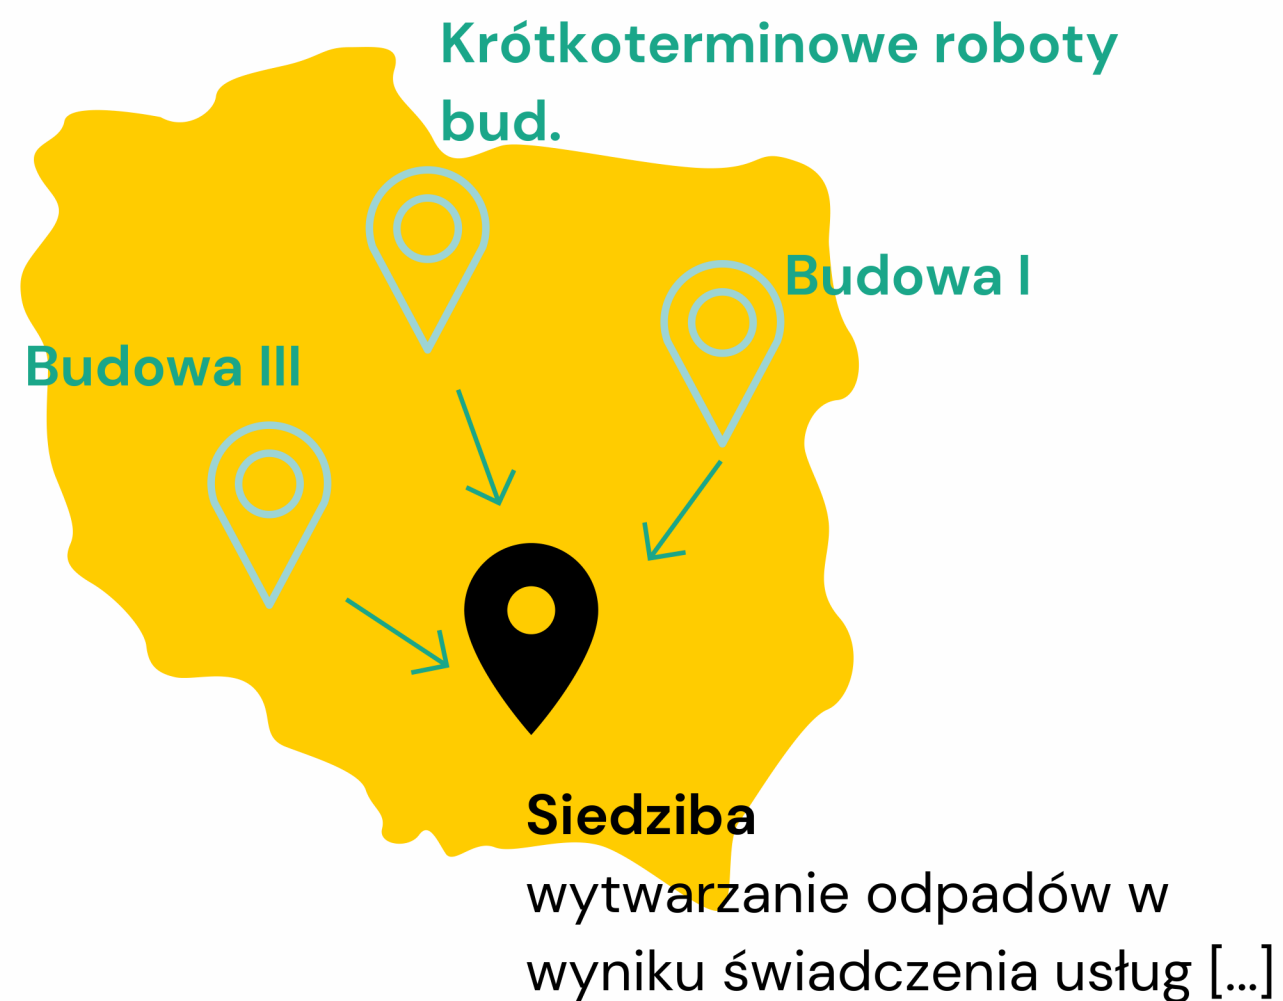 Krótkoterminowe roboty
bud.
Budowa I
Budowa III
Siedziba
wytwarzanie odpadów w
wyniku świadczenia usług [...]